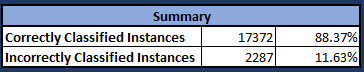 Summary
Correctly Classified Instances 17372 88.37%
Incorrectly Classified Instances 2287 11.63%